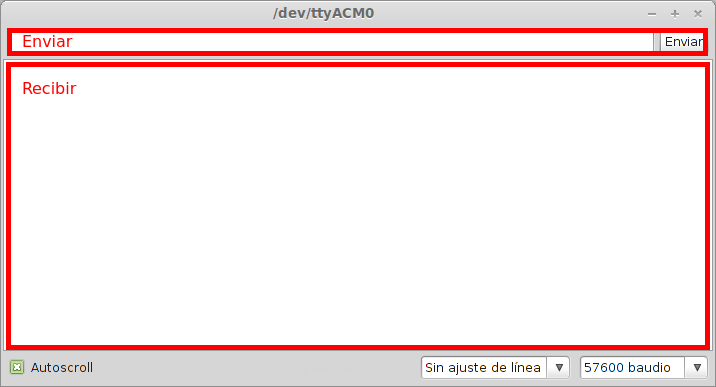 /dev/ttyACM0
Enviar Enviar
Recibir
Autoscroll Sin ajuste de línea 57600 baudio